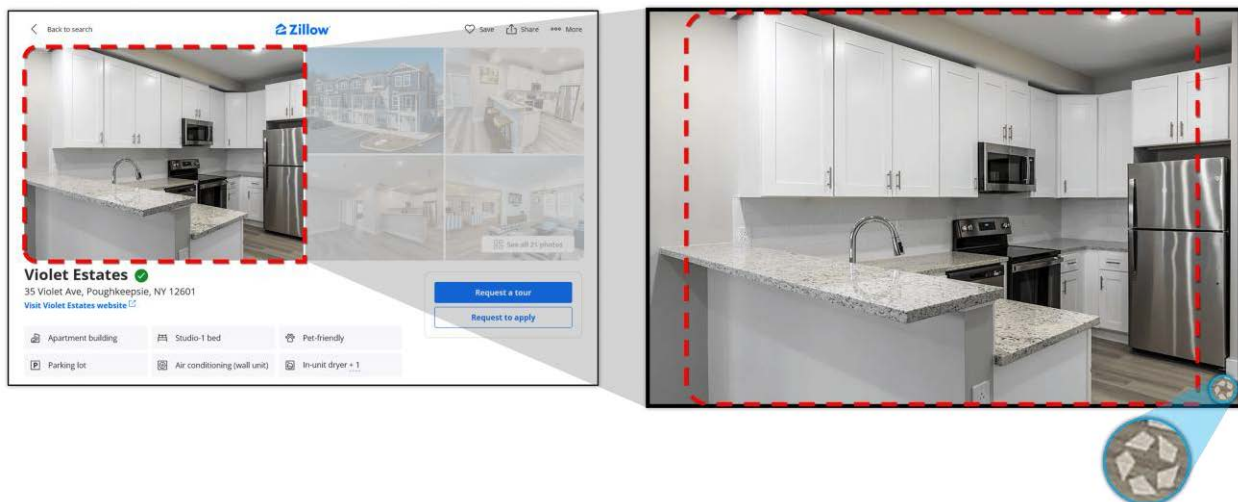 Back to search
Zillow
Save
Share
More
See all 21 photos
Violet Estates
35 Violet Ave, Poughkeepsie, NY 12601
Visit Violet Estates website
Request a tour
Request to apply
Apartment building
Studio-1 bed
Pet-friendly
P Parking lot
Air conditioning (wall unit)
In-unit dryer + 1